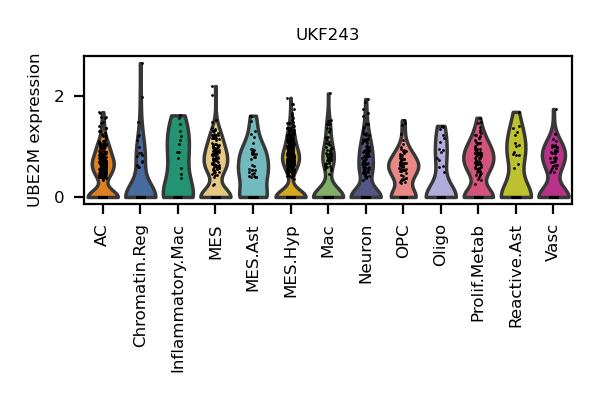 UKF243
UBE2M expression
2
0
AC
Chromatin.Reg
Inflammatory.Mac
MES
MES.Ast
MES.Hyp
Mac
Neuron
OPC
Oligo
Prolif.Metab
Reactive.Ast
Vasc